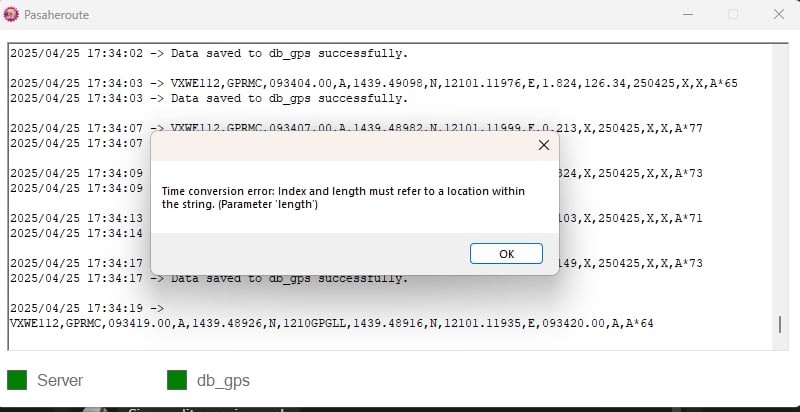 Pasaheroute
2025/04/25 17:34:02 -> Data saved to db_gps successfully.
2025/04/25 17:34:03 -> VXWE112,GPRMC,093404.00,A,1439.49098,N,12101.11976,E,1.824,126.34,250425,X,X,A*65
2025/04/25 17:34:03 -> Data saved to db_gps successfully.
2025/04/25 17:34:07 -> VXWE112,GPRMC,093407.00,A,1439.48982,N,12101.11999,E,0.213,X,250425,X,X,A*77
2025/04/25 17:34:07
2025/04/25 17:34:09 324,X,250425,X,X,A*73
2025/04/25 17:34:09
2025/04/25 17:34:13 103,X,250425,X,X,A*71
2025/04/25 17:34:14
2025/04/25 17:34:17 149,X,250425,X,X,A*73
2025/04/25 17:34:17 -> Data saved to db_gps successfully.
2025/04/25 17:34:19 ->
VXWE112,GPRMC,093419.00,A,1439.48926,N,1210GPGLL,1439.48916,N,12101.11935,E,093420.00,A,A*64
Time conversion error: Index and length must refer to a location within
the string. (Parameter 'length')
OK
Server db_gps